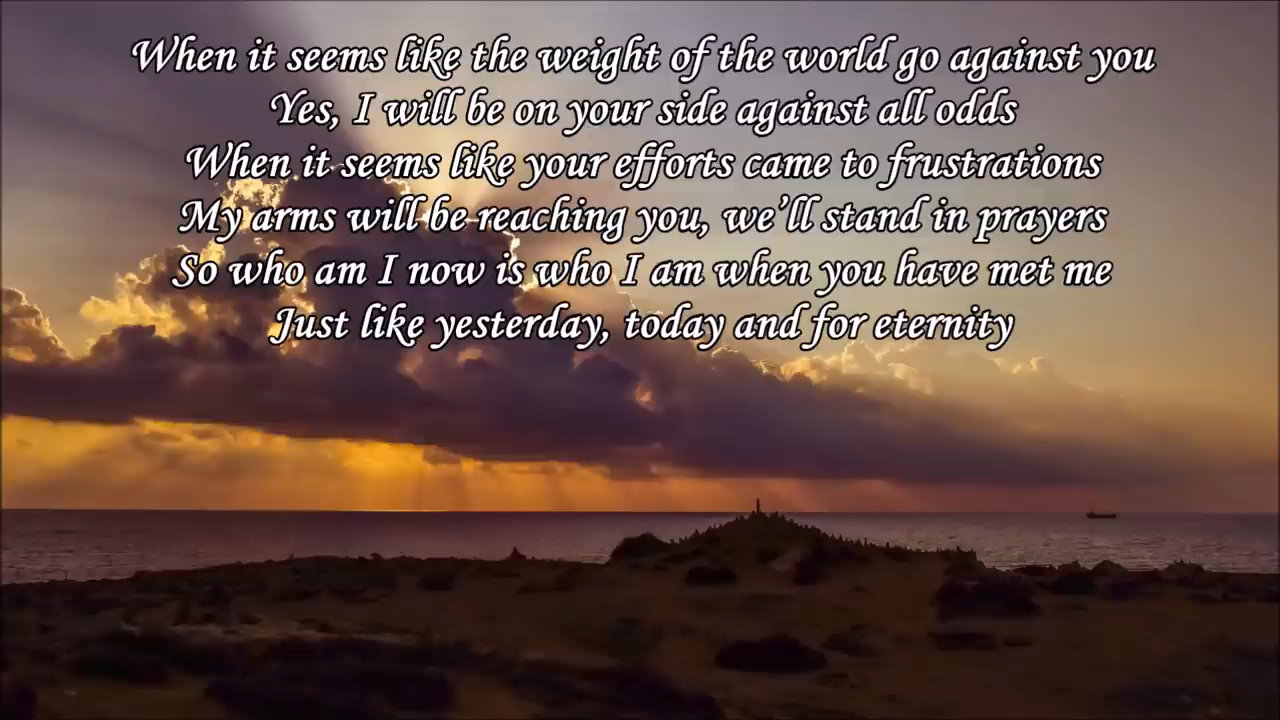 When it seems like the weight of the world go against you
Yes, I will be on your side against all odds
When it seems like your efforts came to frustrations
My arms will be reaching you, we'll stand in prayers
So who am I now is who I am when you have met me
Just like yesterday, today and for eternity